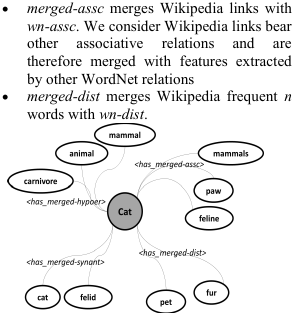 • merged-assc merges Wikipedia links with
wn-assc. We consider Wikipedia links bear
other associative relations and are
therefore merged with features extracted
by other WordNet relations
• merged-dist merges Wikipedia frequent n
words with wn-dist.
mammal
animal
mammals
<has_merged-assc>
carnivore
paw
<has_merged-hypoer>
Cat
feline
<has_merged-synant>
<has_merged-dist>
cat
felid
pet
fur